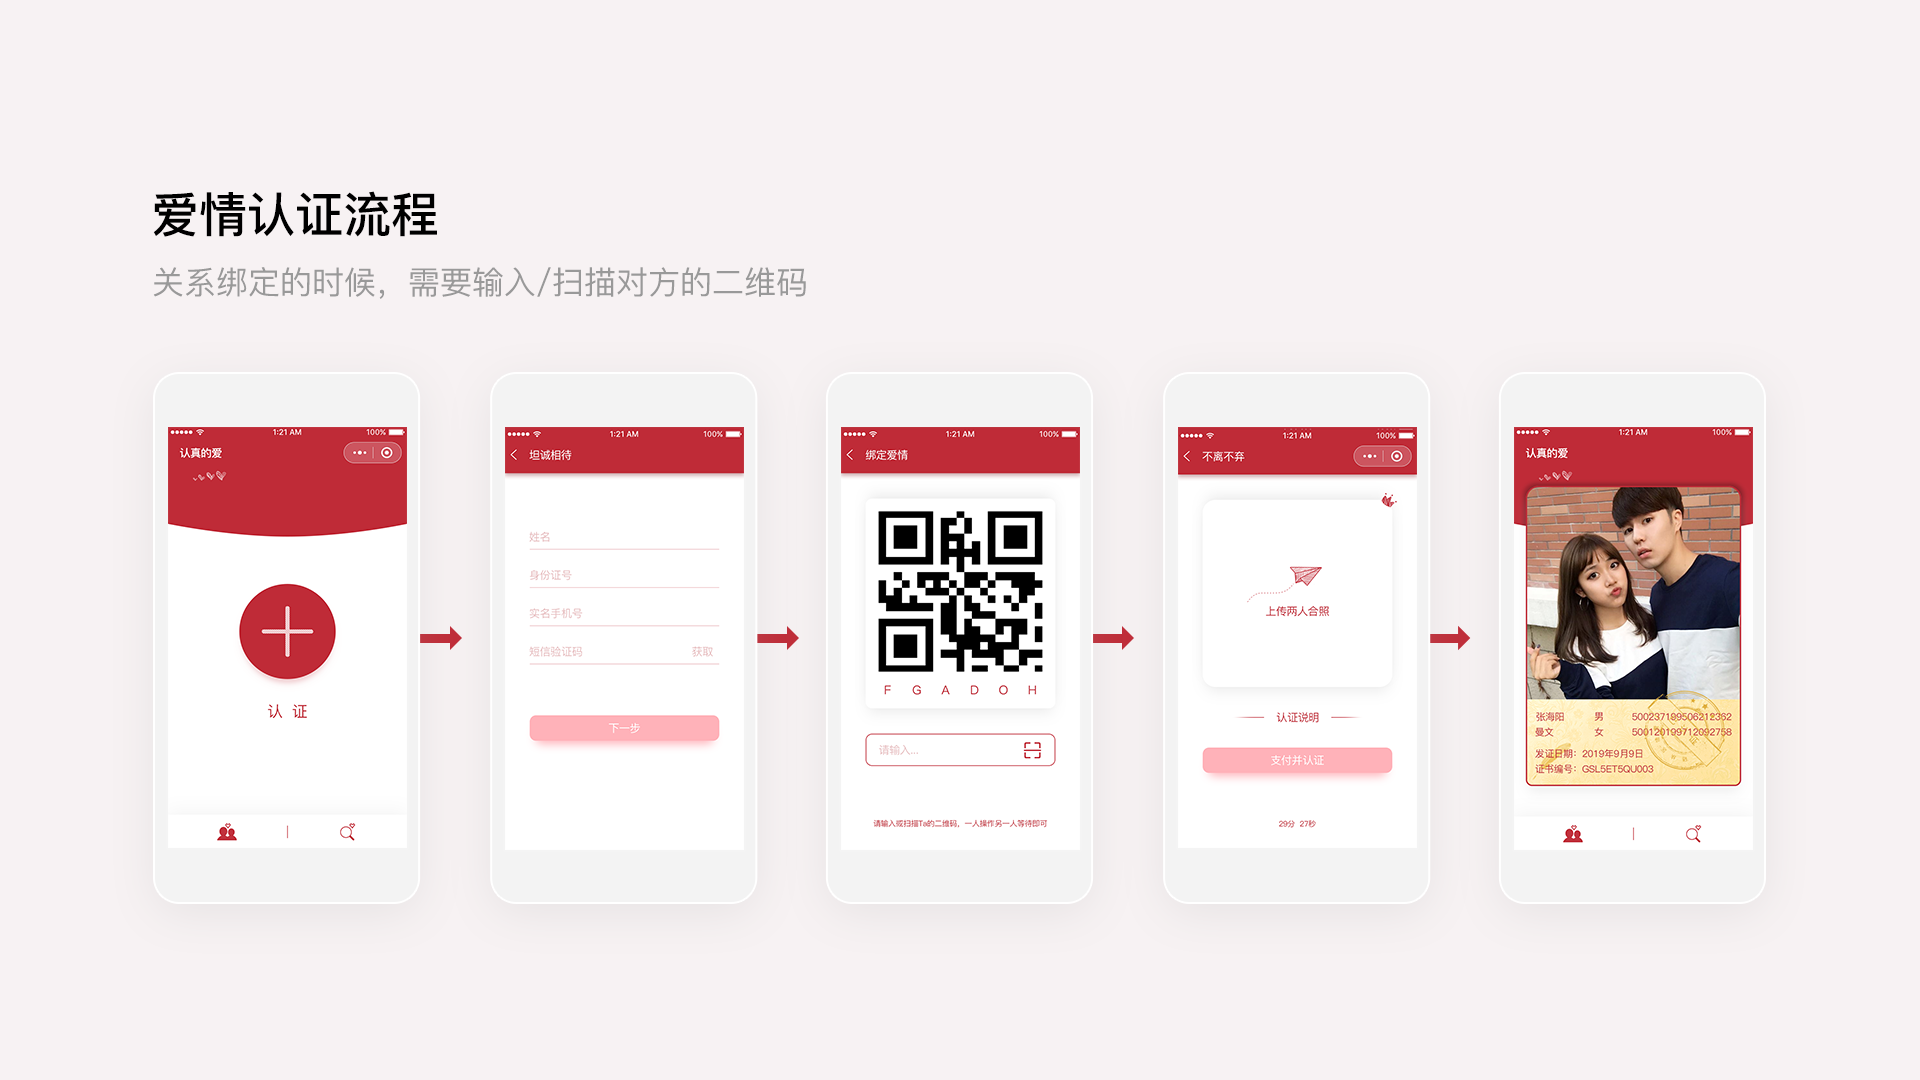 爱情认证流程
关系绑定的时候，需要输入/扫描对方的二维码
1:21 AM 100%
认真的爱
认 证
1:21 AM 100%
坦诚相待
姓名
身份证号
实名手机号
短信验证码 获取
下一步
1:21 AM 100%
绑定爱情
F G A D O H
请输入...
请输入或扫描Ta的二维码，一人操作另一人等待即可
1:21 AM 100%
不离不弃
上传两人合照
认证说明
支付并认证
29分 27秒
1:21 AM 100%
认真的爱
张海阳 男 500237199506212362
曼文 女 500120199712092758
发证日期：2019年9月9日
证书编号：GSL5ET5QU003